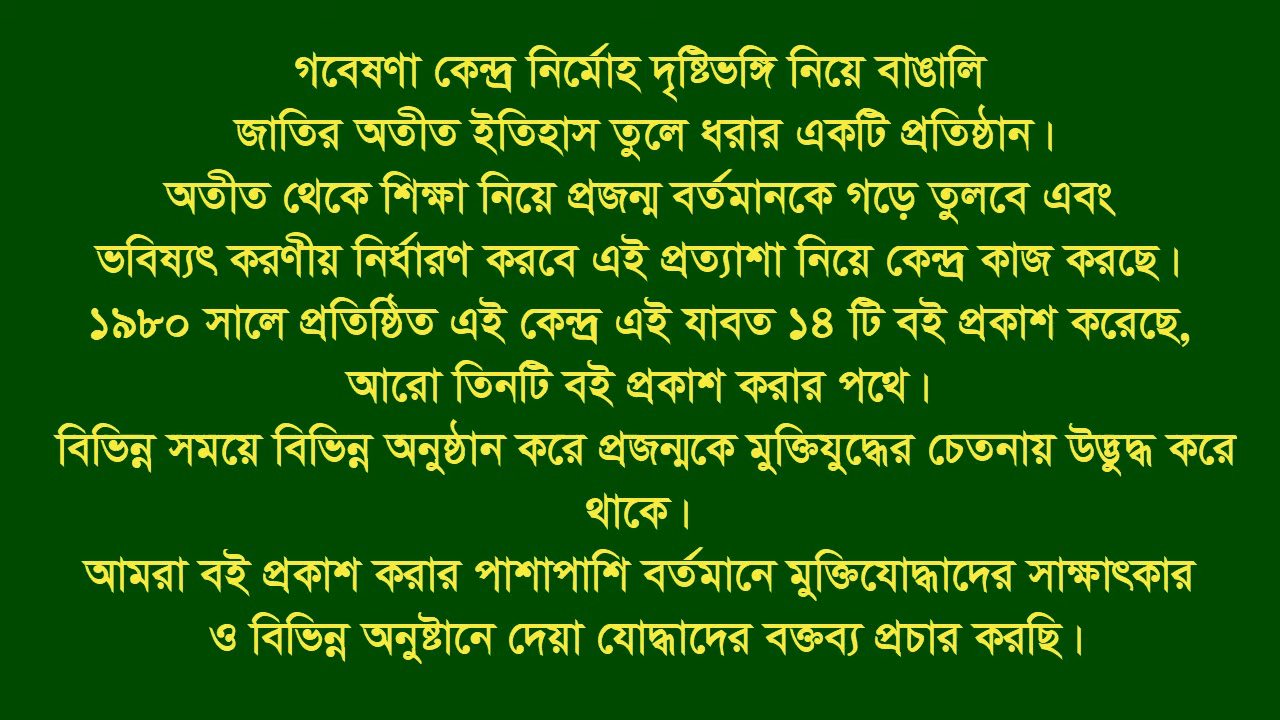 গবেষণা কেন্দ্র নির্মোহ দৃষ্টিভঙ্গি নিয়ে বাঙালি
জাতির অতীত ইতিহাস তুলে ধরার একটি প্রতিষ্ঠান।
অতীত থেকে শিক্ষা নিয়ে প্রজন্ম বর্তমানকে গড়ে তুলবে এবং
ভবিষ্যৎ করণীয় নির্ধারণ করবে এই প্রত্যাশা নিয়ে কেন্দ্র কাজ করছে।
১৯৮০ সালে প্রতিষ্ঠিত এই কেন্দ্র এই যাবত ১৪ টি বই প্রকাশ করেছে,
আরো তিনটি বই প্রকাশ করার পথে।
বিভিন্ন সময়ে বিভিন্ন অনুষ্ঠান করে প্রজন্মকে মুক্তিযুদ্ধের চেতনায় উদ্ভুদ্ধ করে
থাকে।
আমরা বই প্রকাশ করার পাশাপাশি বর্তমানে মুক্তিযোদ্ধাদের সাক্ষাৎকার
ও বিভিন্ন অনুষ্টানে দেয়া যোদ্ধাদের বক্তব্য প্রচার করছি।